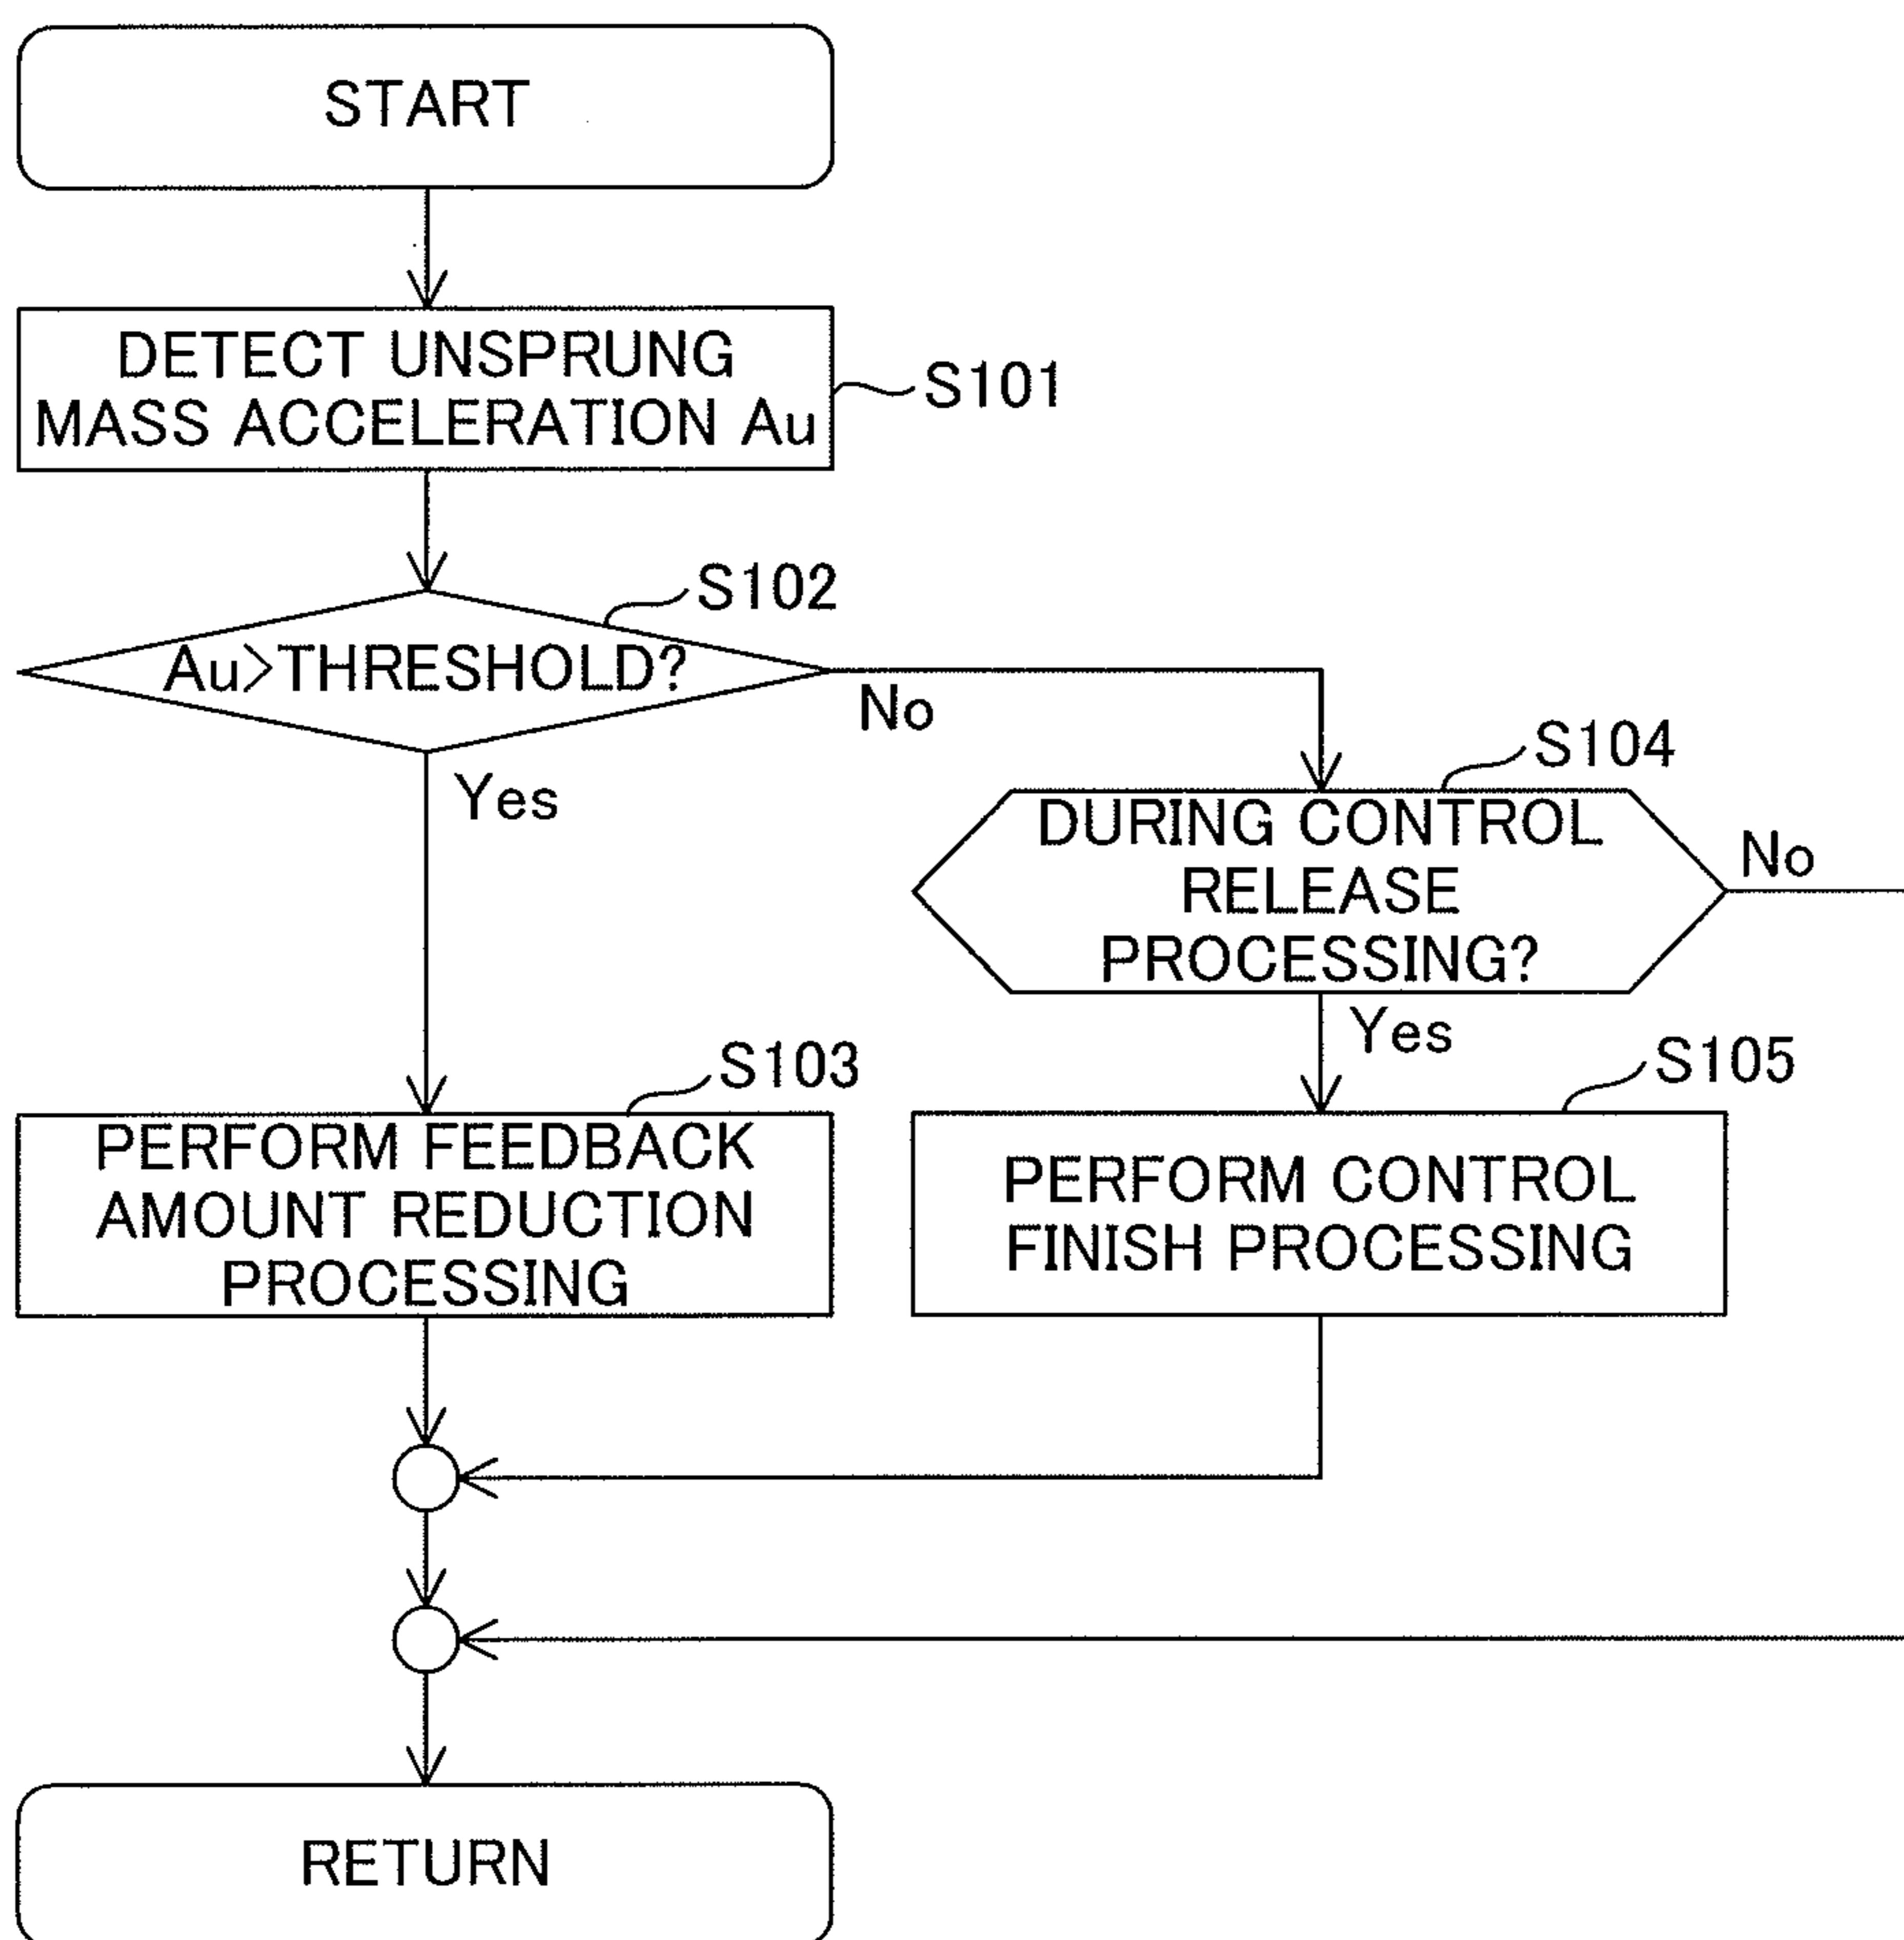 START
DETECT UNSPRUNG
MASS ACCELERATION Au
S101
S102
Au>THRESHOLD?
No
Yes
S104
DURING CONTROL
RELEASE
PROCESSING?
No
Yes
S103
PERFORM FEEDBACK
AMOUNT REDUCTION
PROCESSING
S105
PERFORM CONTROL
FINISH PROCESSING
RETURN